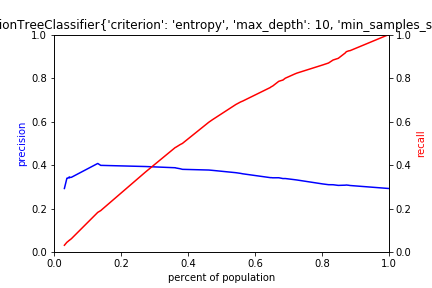 ionTreeClassifier{'criterion': 'entropy', 'max_depth': 10, 'min_samples_s
1.0 1.0
0.8 0.8
precision recall
0.6 0.6
0.4 0.4
0.2 0.2
0.0 0.0
0.0 0.2 0.4 0.6 0.8 1.0
percent of population